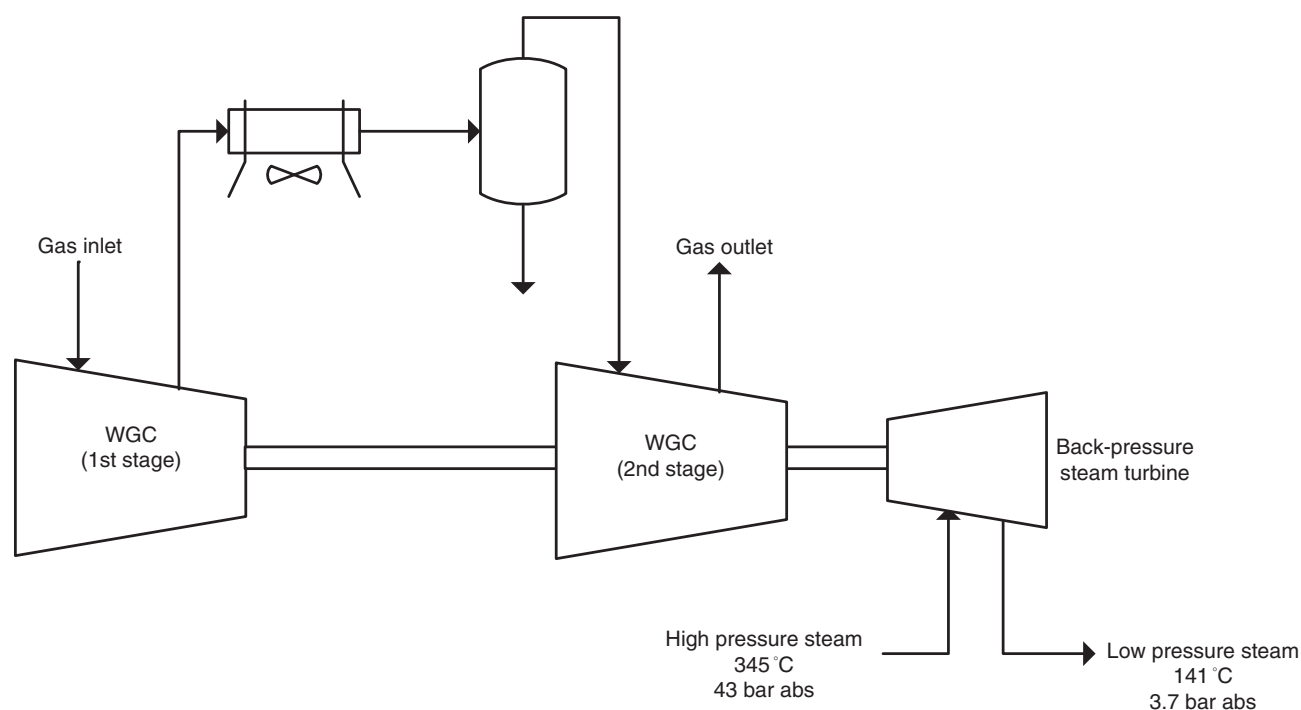 Gas inlet
Gas outlet
WGC
(1st stage)
WGC
(2nd stage)
Back-pressure
steam turbine
High pressure steam
345 °C
43 bar abs
Low pressure steam
141 °C
3.7 bar abs